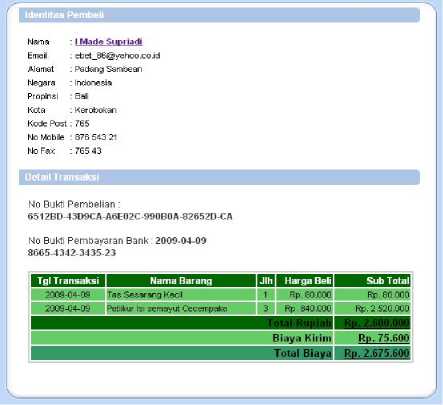 Identitas Pembeli
Nama : I Made Supriadi
Email : ebet_86@yahoo.co.id
Alamat : Padang Sambean
Negara : Indonesia
Propinsi : Bali
Kota : Kerobokan
Kode Post : 765
No Mobile : 876 543 21
No Fax : 765 43
Detail Transaksi
No Bukti Pembelian :
6512BD-43D9CA-A6E02C-990B0A-82652D-CA
No Bukti Pembayaran Bank : 2009-04-09
8665-4342-3435-23
Tgl Transaksi Nama Barang Jlh Harga Beli Sub Total
2009-04-09 Tas Sesarang Kecil 1 Rp. 80.000 Rp. 80.000
2009-04-09 Petikur Isi semayut Cecempaka 3 Rp. 840.000 Rp. 2.520.000
Total Rupiah Rp. 2.600.000
Biaya Kirim Rp. 75.600
Total Biaya Rp. 2.675.600